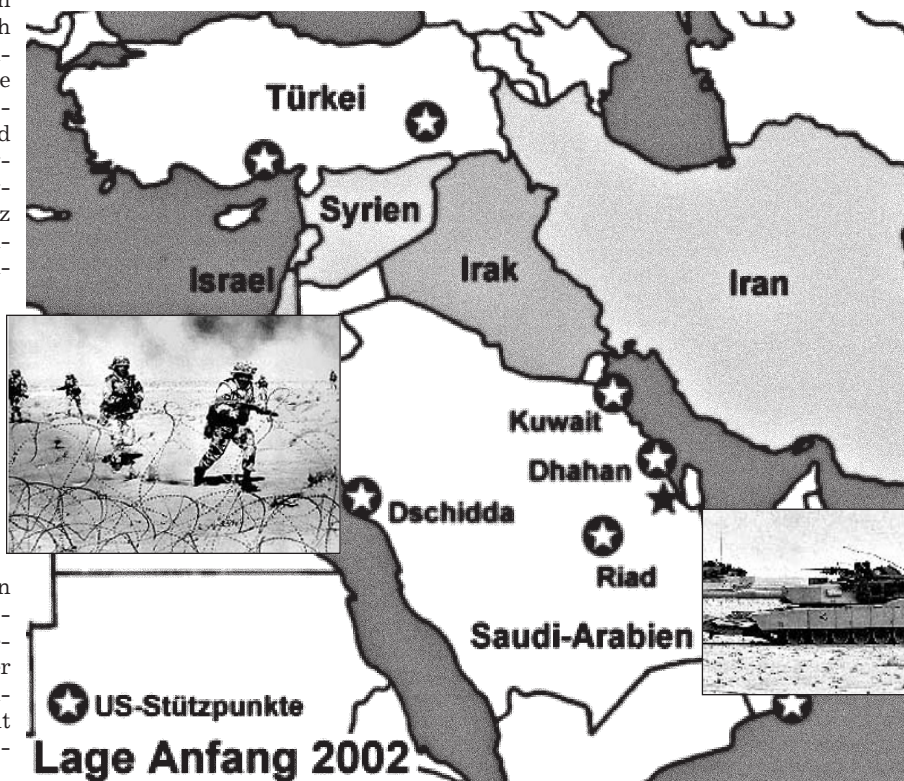 Türkei
Syrien
Israel
Irak
Iran
Kuwait
Dhahan
Dschidda
Riad
Saudi-Arabien
US-Stützpunkte
Lage Anfang 2002